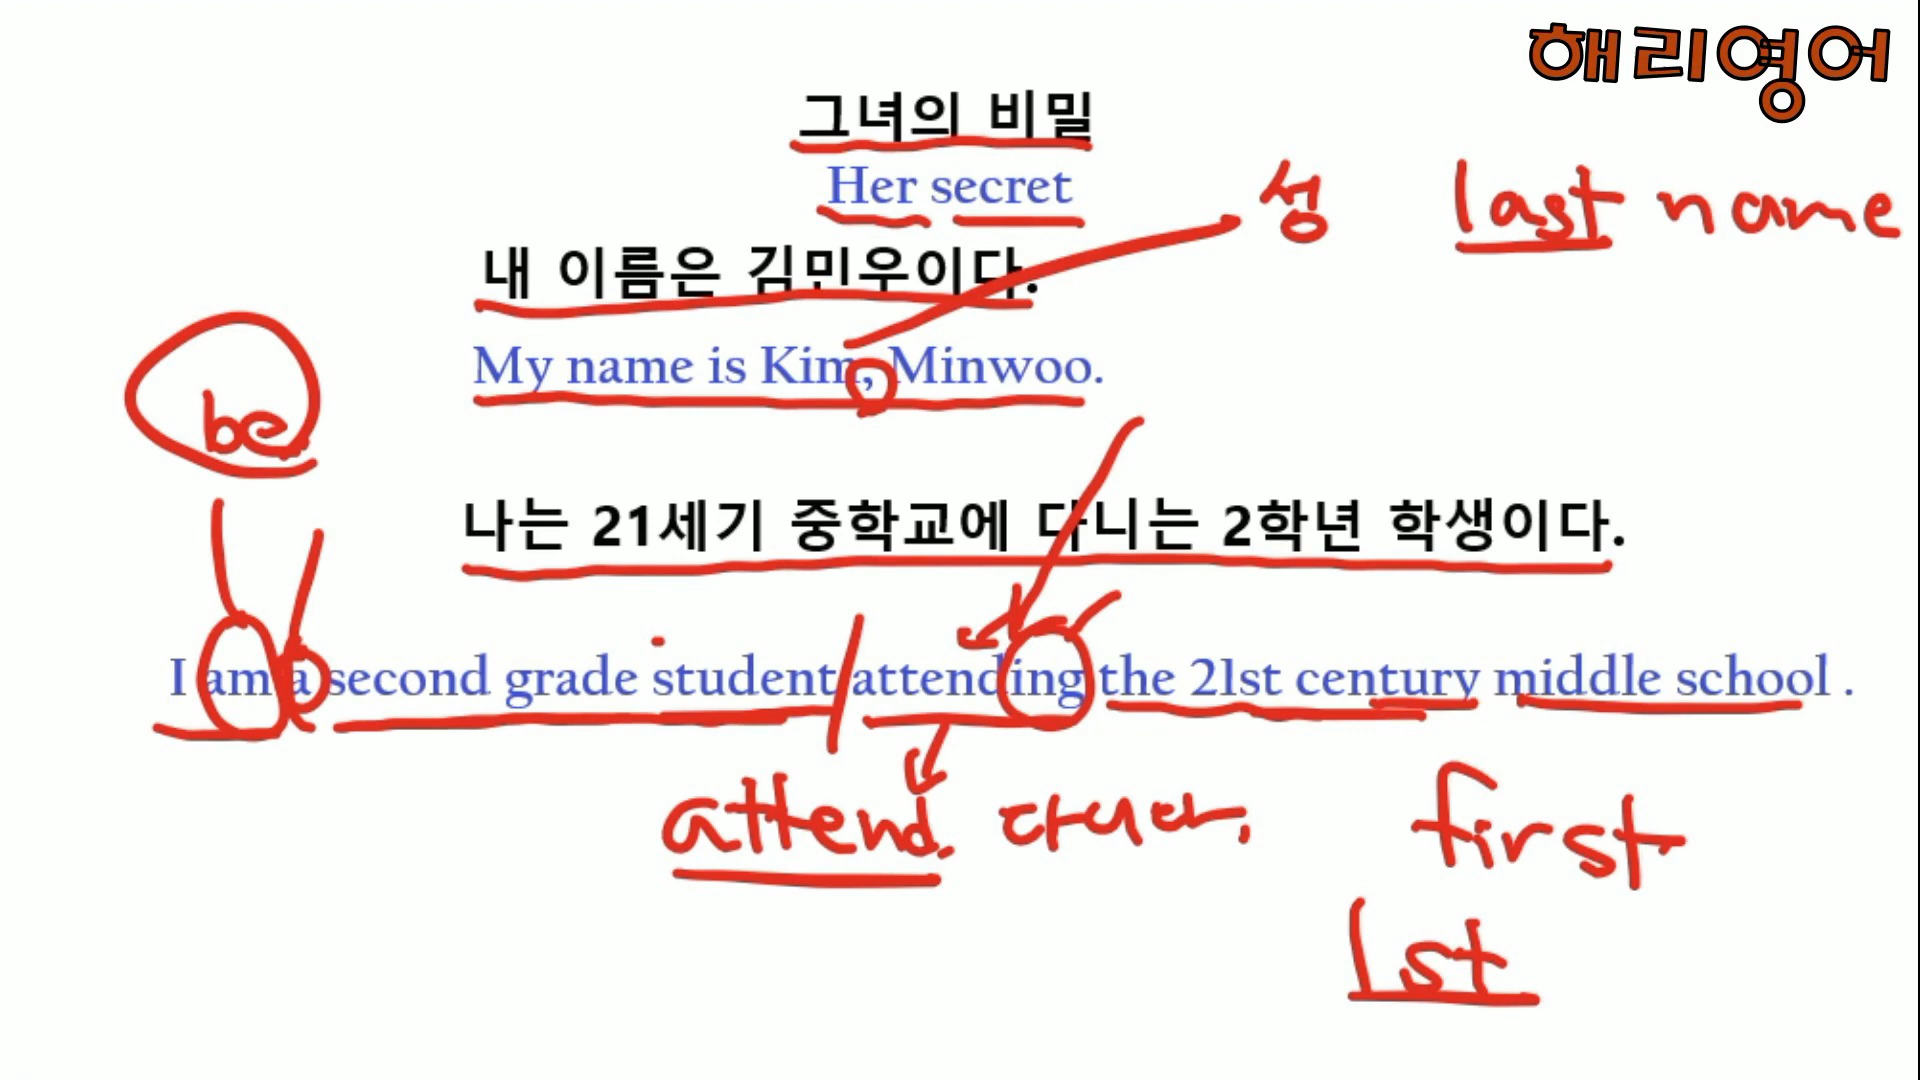 해리영어
그녀의 비밀
Her secret
성 last name
내 이름은 김민우이다.
My name is Kim, Minwoo.
be
나는 21세기 중학교에 다니는 2학년 학생이다.
I am a second grade student attending the 21st century middle school .
attend. 다니다.
first
1st